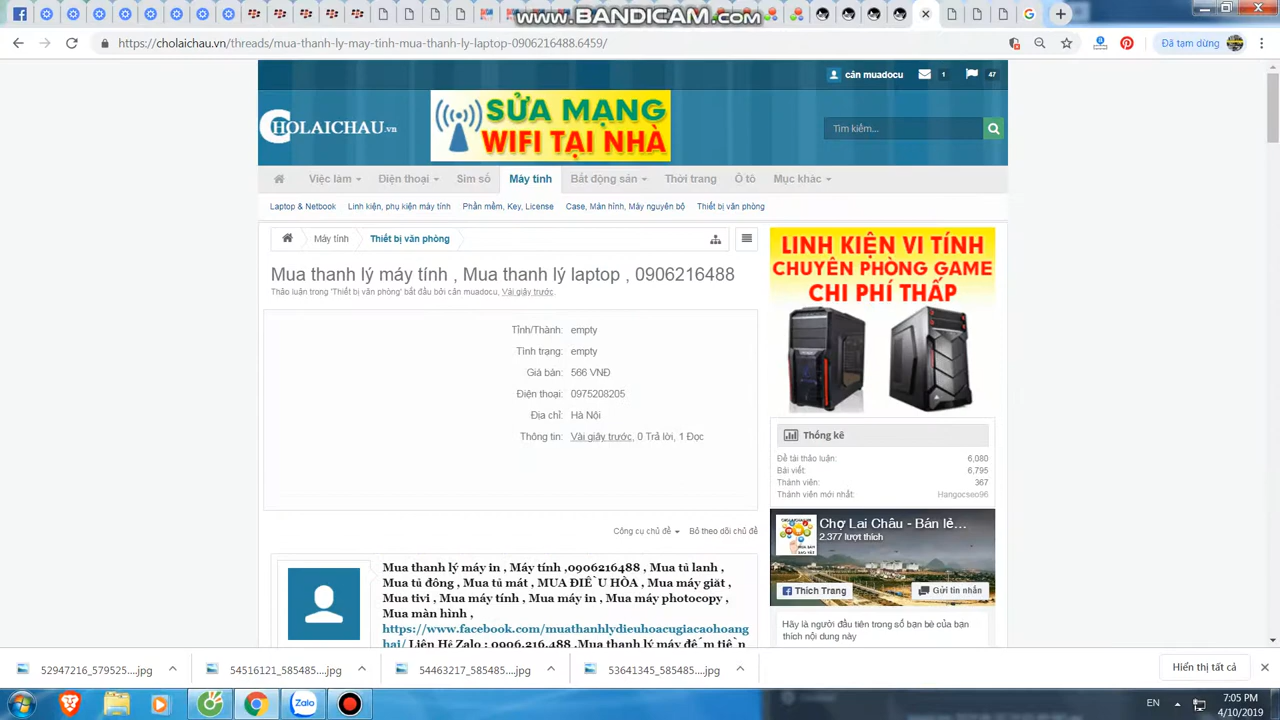 www.BANDICAM.com
https://cholaichau.vn/threads/mua-thanh-ly-may-tinh-mua-thanh-ly-laptop-0906216488.6459/
Đã tạm dừng
cần muadocu
1
47
CHOLAICHAU.vn
SỬA MẠNG
WIFI TẠI NHÀ
Tìm kiếm...
Việc làm
Điện thoại
Sim số
Máy tính
Bất động sản
Thời trang
Ô tô
Mục khác
Laptop & Netbook
Linh kiện, phụ kiện máy tính
Phần mềm, Key, License
Case, Màn hình, Máy nguyên bộ
Thiết bị văn phòng
Máy tính
Thiết bị văn phòng
Mua thanh lý máy tính , Mua thanh lý laptop , 0906216488
Thảo luận trong 'Thiết bị văn phòng' bắt đầu bởi cần muadocu, Vài giây trước.
Tỉnh/Thành: empty
Tình trạng: empty
Giá bán: 566 VNĐ
Điện thoại: 0975208205
Địa chỉ: Hà Nội
Thông tin: Vài giây trước, 0 Trả lời, 1 Đọc
Công cụ chủ đề
Bỏ theo dõi chủ đề
Mua thanh lý máy in , Máy tính ,0906216488 , Mua tủ lanh ,
Mua tủ đông , Mua tủ mát , MUA ĐIỀU HÒA , Mua máy giăt ,
Mua tivi , Mua máy tính , Mua máy in , Mua máy photocopy ,
Mua màn hình ,
https://www.facebook.com/muathanhlydieuhoacugiacaohoang
hai/ Liên Hệ Zalo : 0906.216.488 .Mua thanh lý máy đếm tiền
LINH KIỆN VI TÍNH
CHUYÊN PHÒNG GAME
CHI PHÍ THẤP
Thống kê
Đề tài thảo luận: 6,080
Bài viết: 6,795
Thành viên: 367
Thành viên mới nhất: Hangocseo96
Chợ Lai Châu - Bán lẻ...
2.377 lượt thích
Thích Trang
Gửi tin nhắn
Hãy là người đầu tiên trong số bạn bè của bạn
thích nội dung này
52947216_579525....jpg
54516121_585485....jpg
54463217_585485....jpg
53641345_585485....jpg
Hiển thị tất cả
Zalo
EN
7:05 PM
4/10/2019